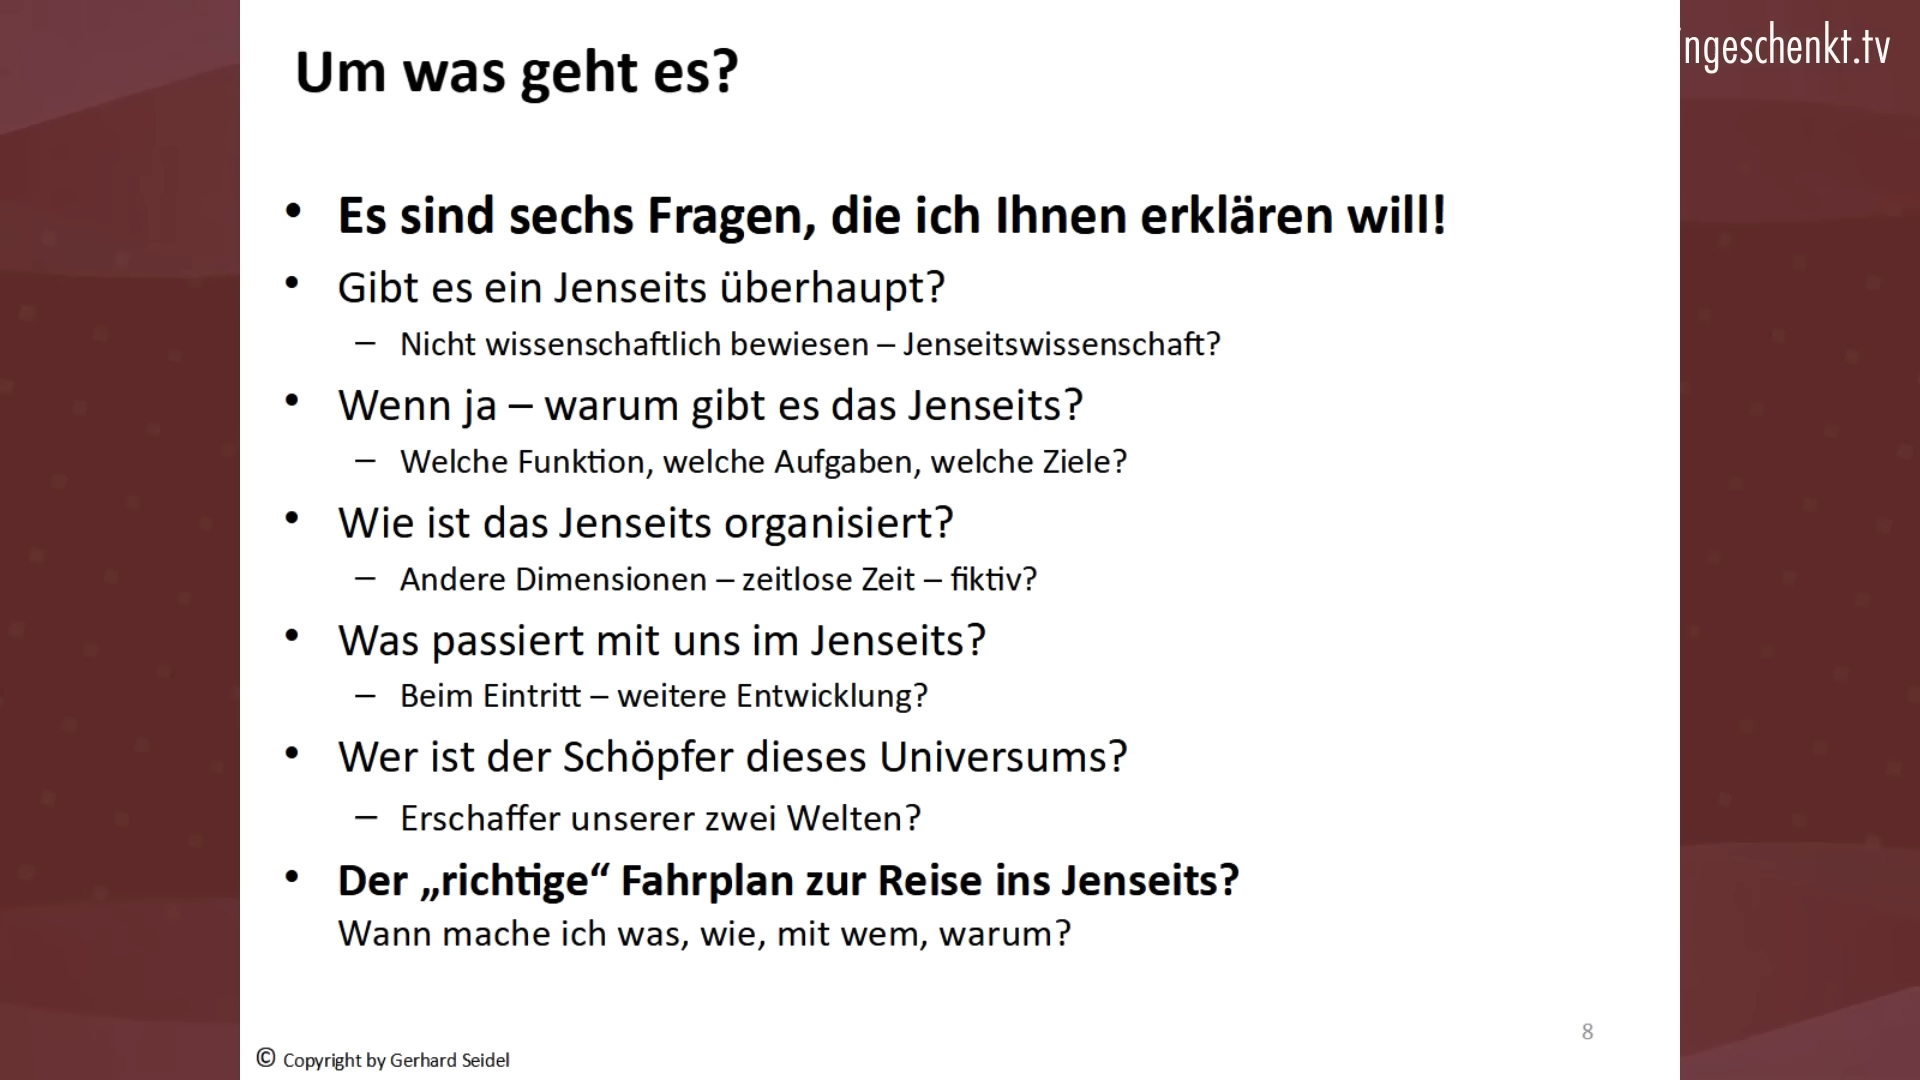 ngeschenkt.tv
Um was geht es?
• Es sind sechs Fragen, die ich Ihnen erklären will!
• Gibt es ein Jenseits überhaupt?
– Nicht wissenschaftlich bewiesen – Jenseitswissenschaft?
• Wenn ja – warum gibt es das Jenseits?
– Welche Funktion, welche Aufgaben, welche Ziele?
• Wie ist das Jenseits organisiert?
– Andere Dimensionen – zeitlose Zeit – fiktiv?
• Was passiert mit uns im Jenseits?
– Beim Eintritt – weitere Entwicklung?
• Wer ist der Schöpfer dieses Universums?
– Erschaffer unserer zwei Welten?
• Der „richtige“ Fahrplan zur Reise ins Jenseits?
Wann mache ich was, wie, mit wem, warum?
8
© Copyright by Gerhard Seidel